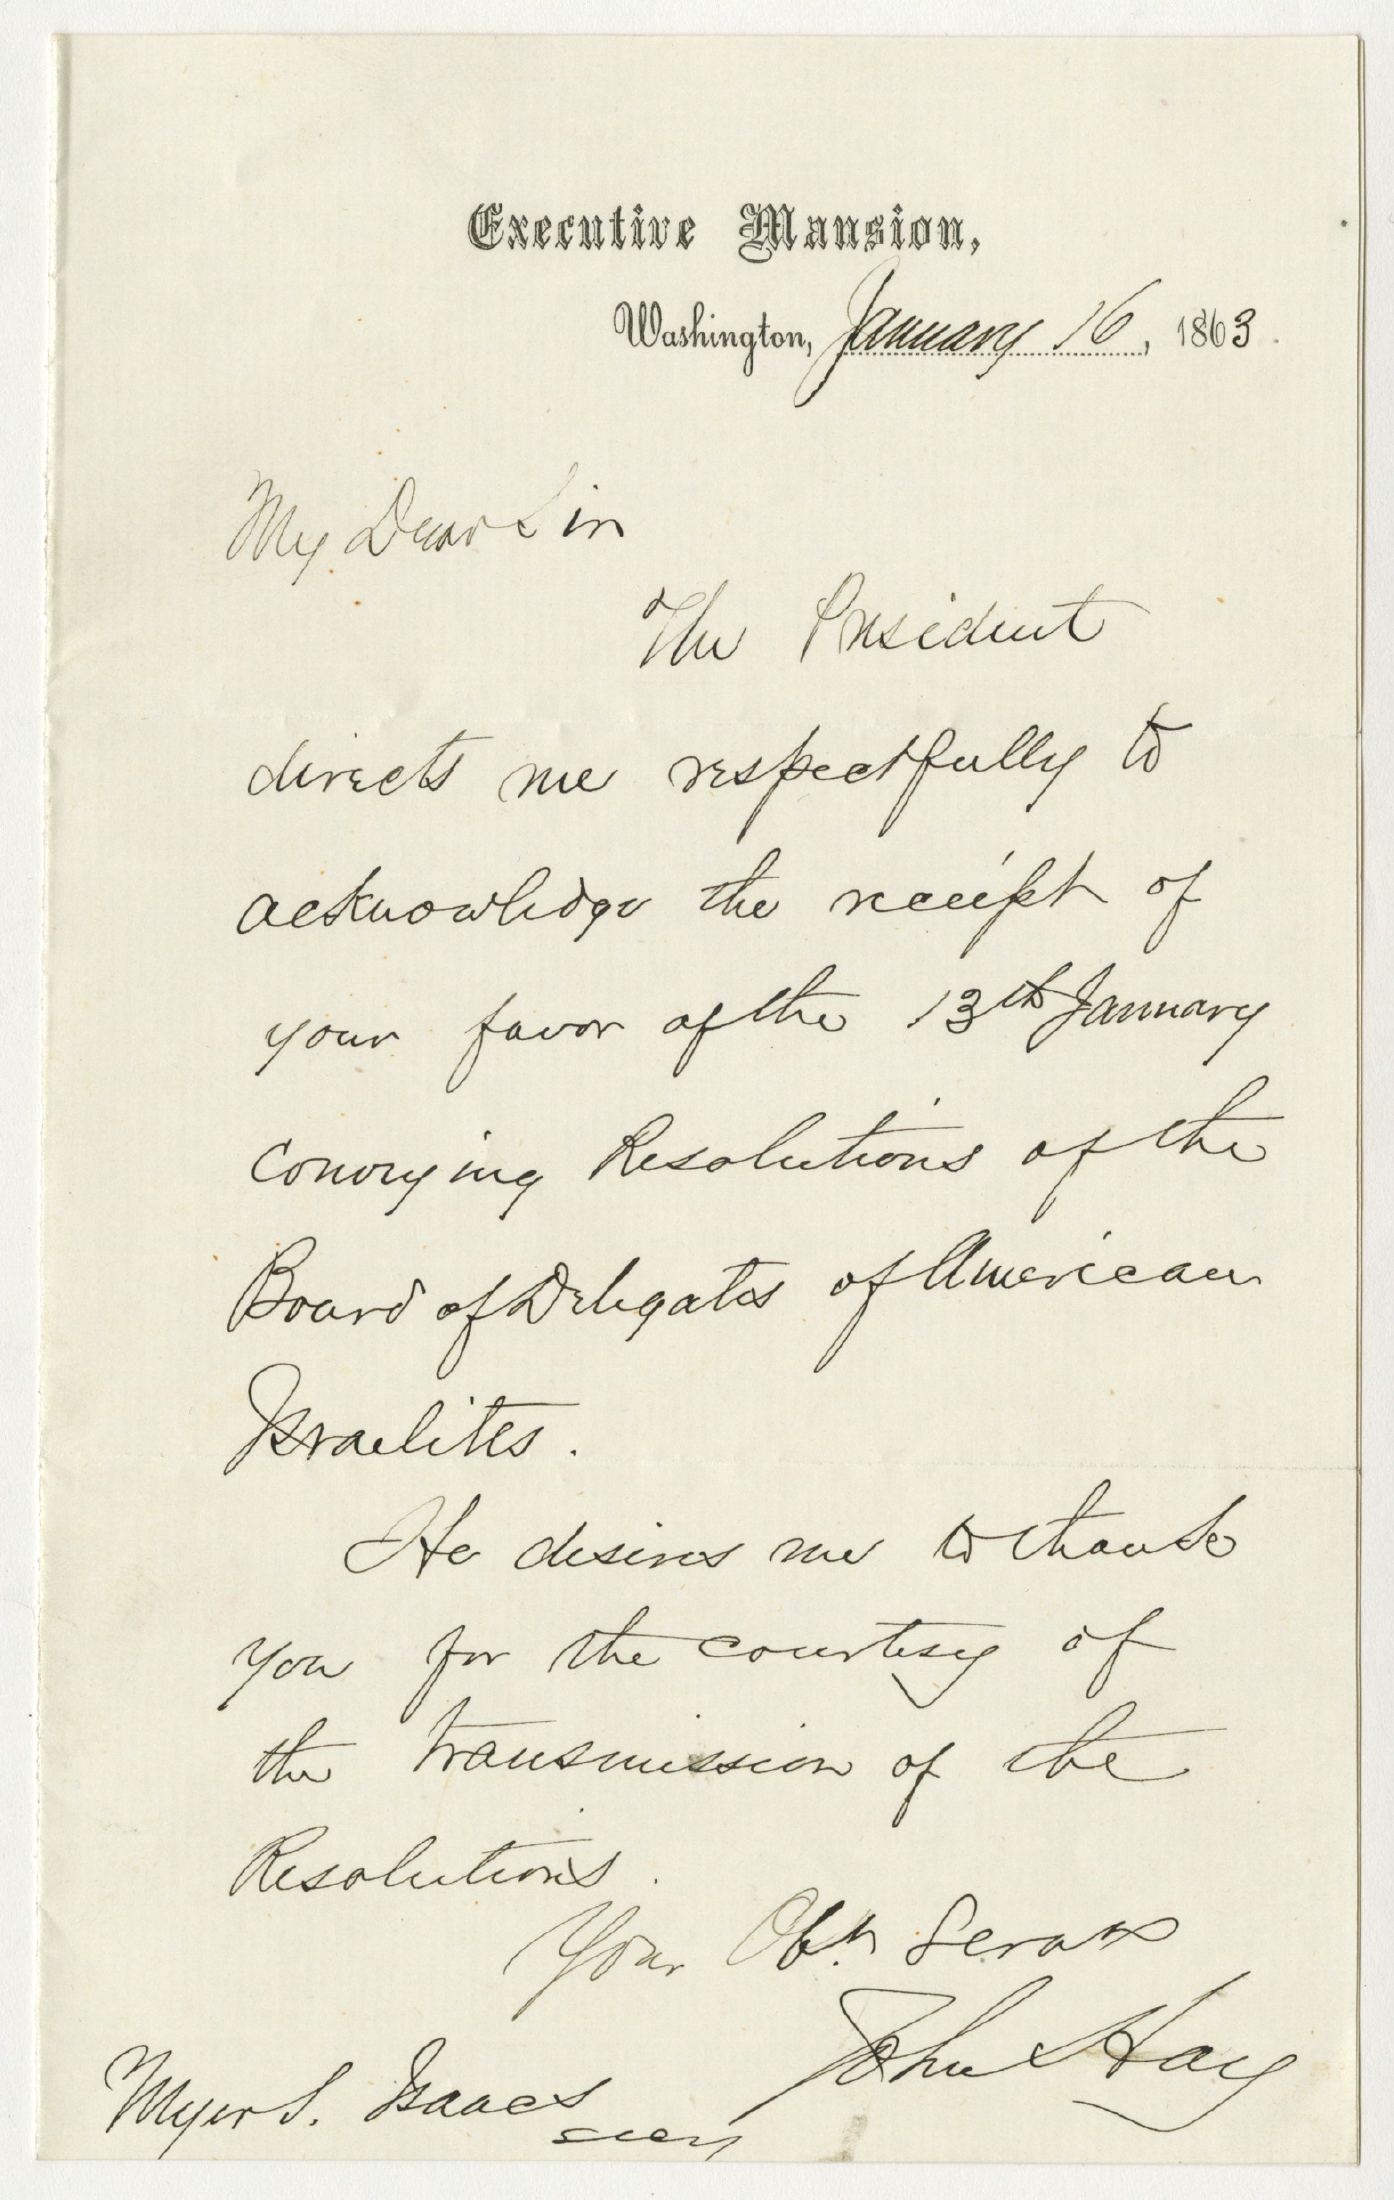 Executive Mansion,
Washington, January 16, 1863.
My Dear Sir
The President
directs me respectfully to
acknowledge the receipt of
your favor of the 13th January
conveying Resolutions of the
Board of Delegates of American
Israelites.
He desires me to thank
you for the courtesy of
the transmission of the
Resolutions.
Your Obt. Servt
John Hay
Myer S. Isaacs
secy